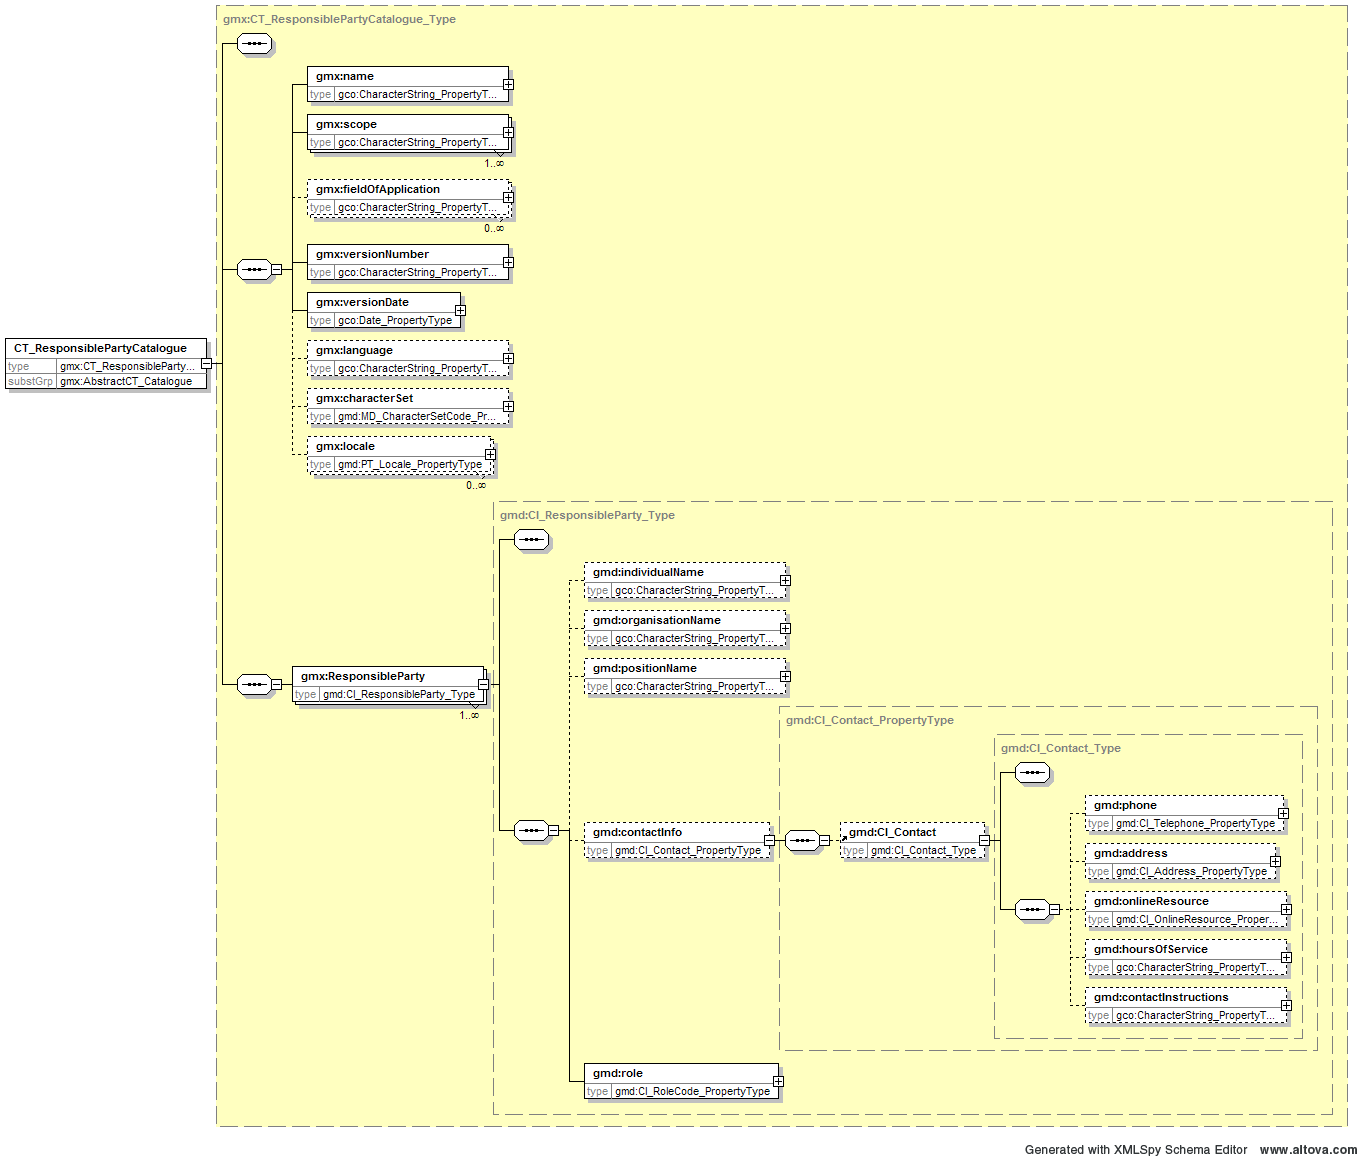 gmx:CT_ResponsiblePartyCatalogue_Type
gmx:name
type gco:CharacterString_PropertyT...
gmx:scope
type gco:CharacterString_PropertyT...
1..∞
gmx:fieldOfApplication
type gco:CharacterString_PropertyT...
0..∞
gmx:versionNumber
type gco:CharacterString_PropertyT...
gmx:versionDate
type gco:Date_PropertyType
CT_ResponsiblePartyCatalogue
type gmx:CT_ResponsibleParty...
substGrp gmx:AbstractCT_Catalogue
gmx:language
type gco:CharacterString_PropertyT...
gmx:characterSet
type gmd:MD_CharacterSetCode_Pr...
gmx:locale
type gmd:PT_Locale_PropertyType
0..∞
gmd:CI_ResponsibleParty_Type
gmd:individualName
type gco:CharacterString_PropertyT...
gmd:organisationName
type gco:CharacterString_PropertyT...
gmd:positionName
type gco:CharacterString_PropertyT...
gmx:ResponsibleParty
type gmd:CI_ResponsibleParty_Type
1..∞
gmd:CI_Contact_PropertyType
gmd:CI_Contact_Type
gmd:phone
type gmd:CI_Telephone_PropertyType
gmd:contactInfo
type gmd:CI_Contact_PropertyType
gmd:CI_Contact
type gmd:CI_Contact_Type
gmd:address
type gmd:CI_Address_PropertyType
gmd:onlineResource
type gmd:CI_OnlineResource_Proper...
gmd:hoursOfService
type gco:CharacterString_PropertyT...
gmd:contactInstructions
type gco:CharacterString_PropertyT...
gmd:role
type gmd:CI_RoleCode_PropertyType
Generated with XMLSpy Schema Editor www.altova.com